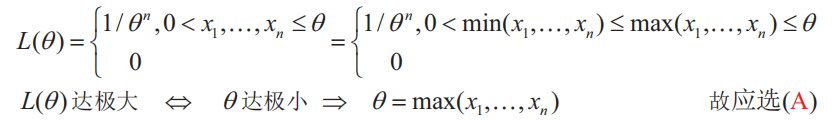 L(θ) = { 1/θⁿ, 0 < x₁,…,xₙ ≤ θ = { 1/θⁿ, 0 < min(x₁,…,xₙ) ≤ max(x₁,…,xₙ) ≤ θ
0 0
L(θ)达极大 ⇔ θ达极小 ⇒ θ = max(x₁,…,xₙ) 故应选(A)